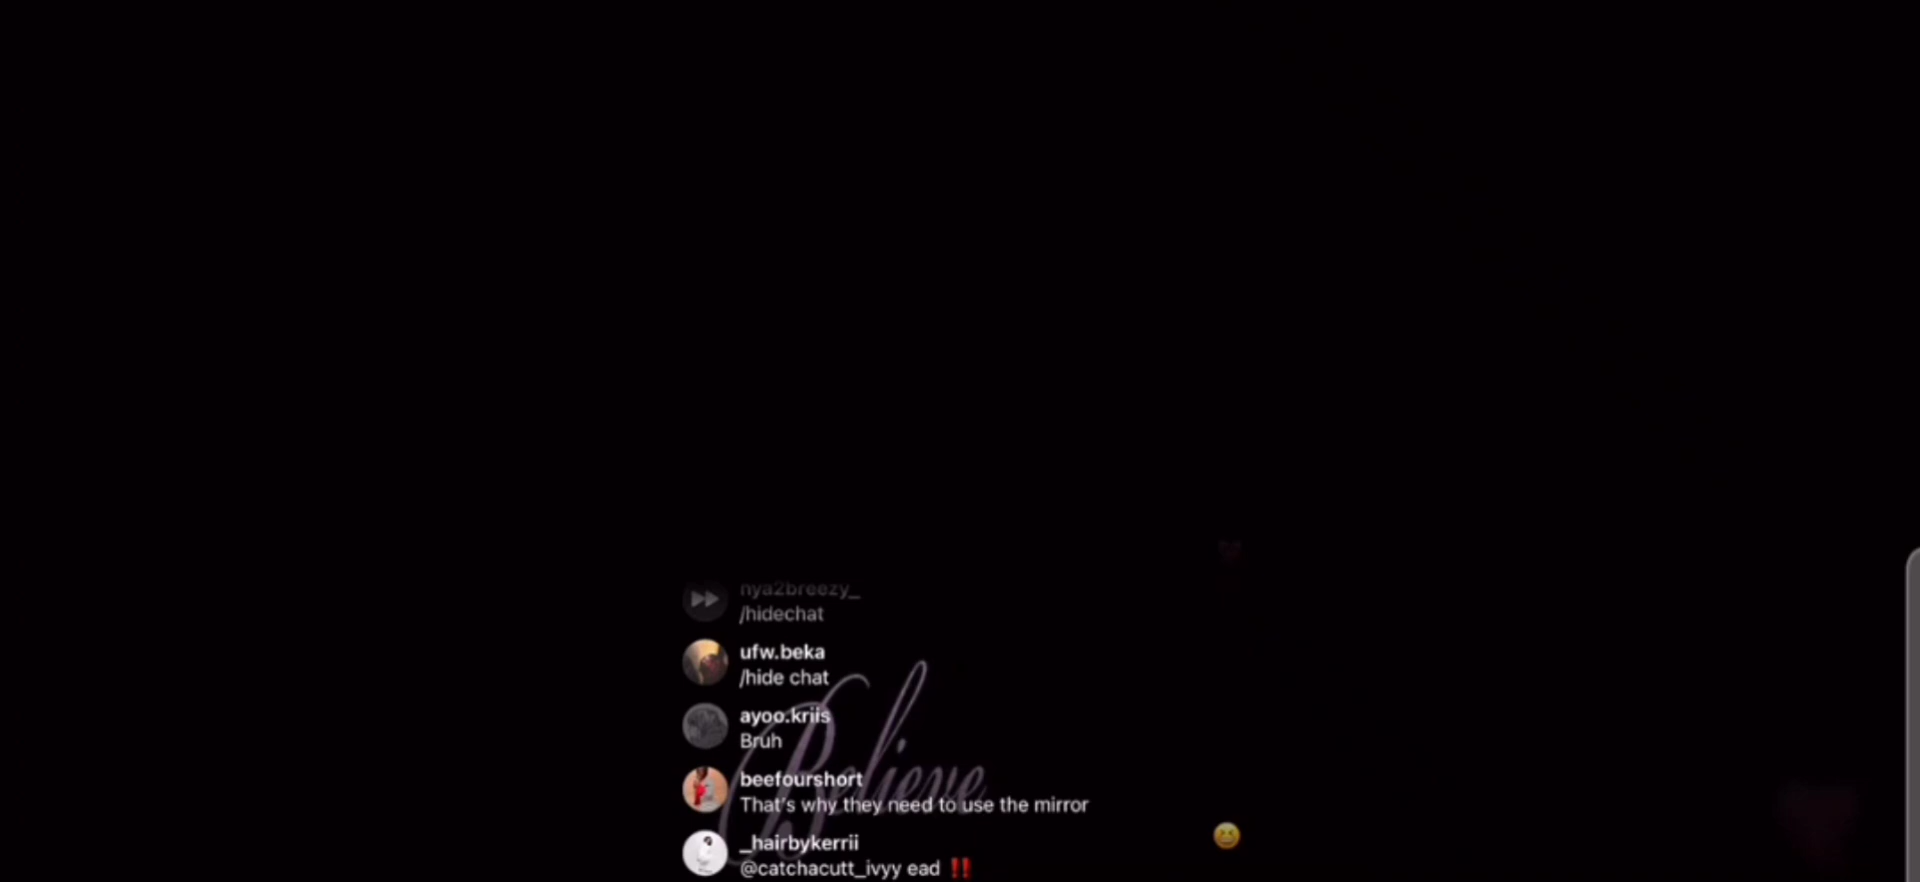 nya2breezy_
/hidechat
ufw.beka
/hide chat
ayoo.kriis
Bruh
Believe
beefourshort
That's why they need to use the mirror
_hairbykerrii
@catchacutt_ivyy ead ‼️